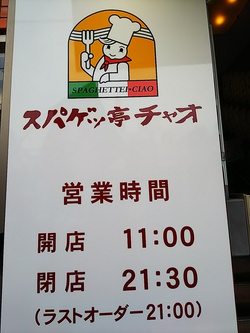 SPAGHETTEI・CIAO
スパゲッ亭チャオ
営業時間
開店 11:00
閉店 21:30
(ラストオーダー21:00)